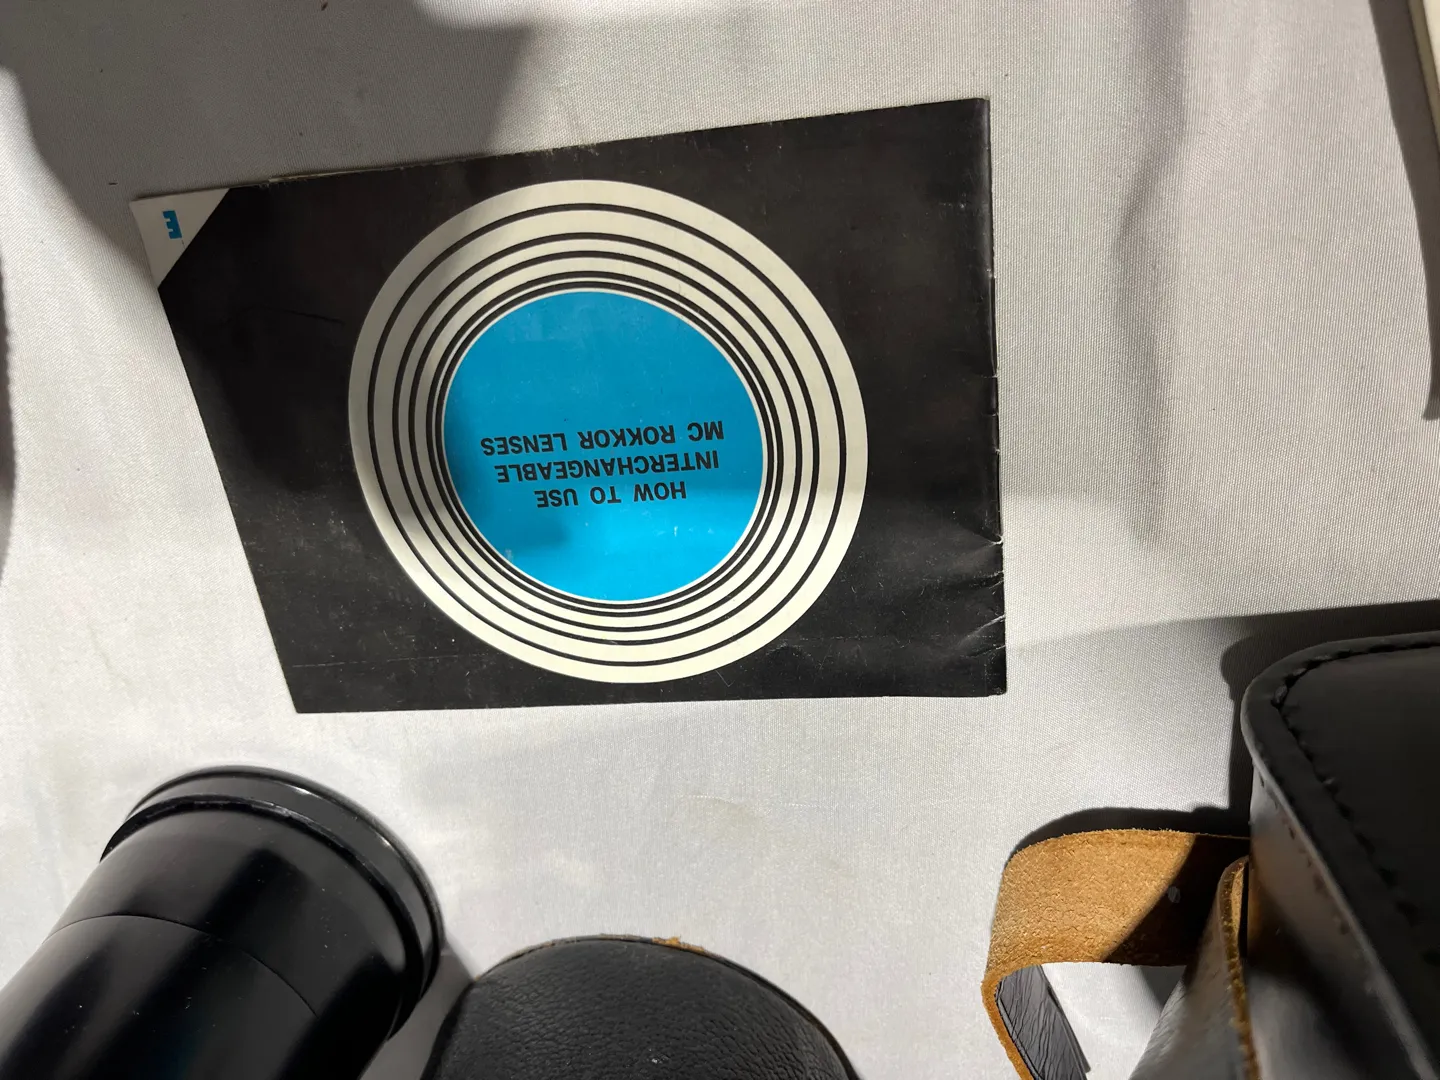 HOW TO USE
INTERCHANGEABLE
MC ROKKOR LENSES
E